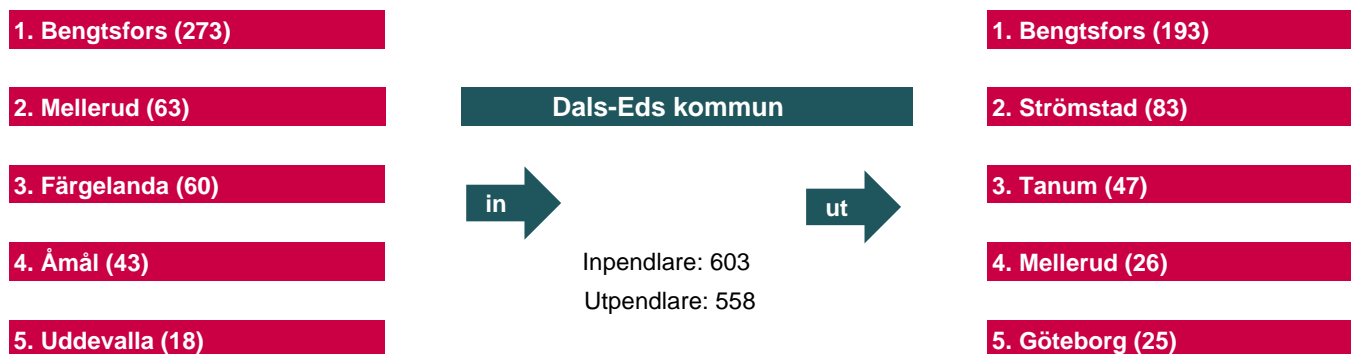 1. Bengtsfors (273)
2. Mellerud (63)
3. Färgelanda (60)
4. Åmål (43)
5. Uddevalla (18)
Dals-Eds kommun
in
ut
Inpendlare: 603
Utpendlare: 558
1. Bengtsfors (193)
2. Strömstad (83)
3. Tanum (47)
4. Mellerud (26)
5. Göteborg (25)